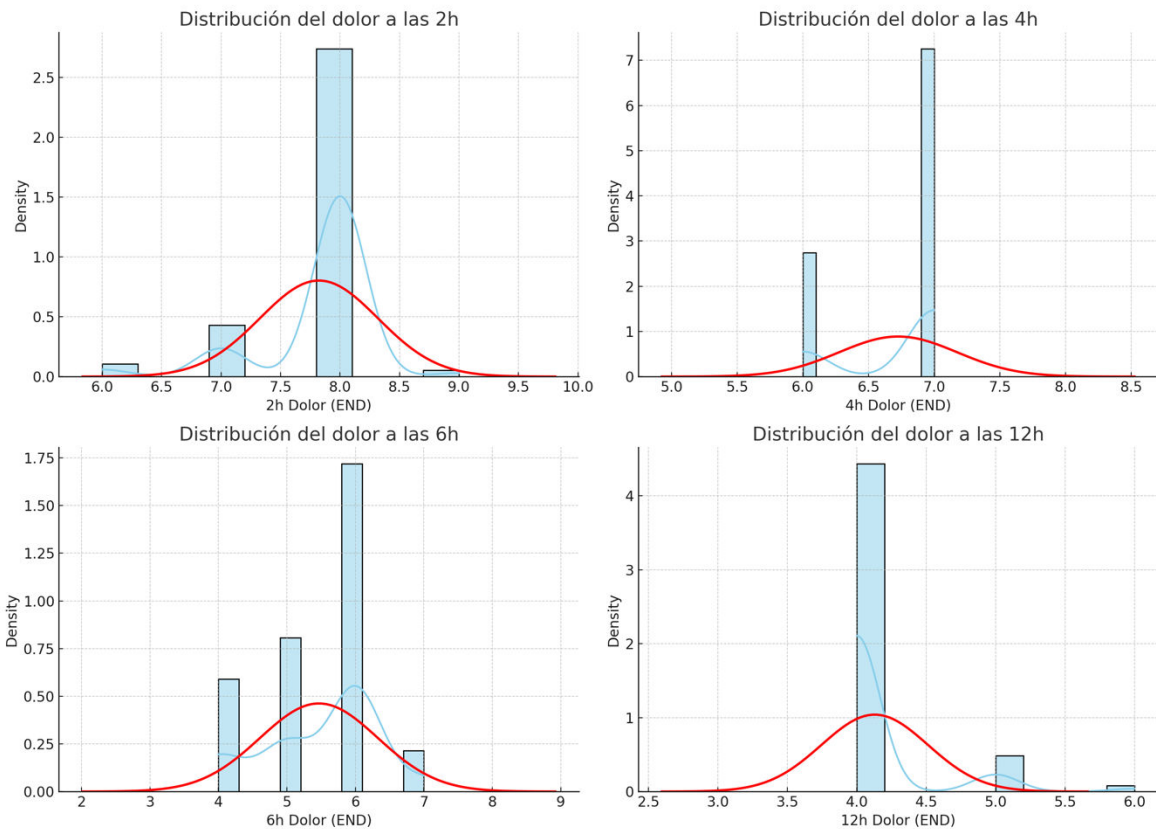 Distribución del dolor a las 2h
Density
2.5
2.0
1.5
1.0
0.5
0.0
6.0 6.5 7.0 7.5 8.0 8.5 9.0 9.5 10.0
2h Dolor (END)
Distribución del dolor a las 4h
Density
7
6
5
4
3
2
1
0
5.0 5.5 6.0 6.5 7.0 7.5 8.0 8.5
4h Dolor (END)
Distribución del dolor a las 6h
Density
1.75
1.50
1.25
1.00
0.75
0.50
0.25
0.00
2 3 4 5 6 7 8 9
6h Dolor (END)
Distribución del dolor a las 12h
Density
4
3
2
1
0
2.5 3.0 3.5 4.0 4.5 5.0 5.5 6.0
12h Dolor (END)